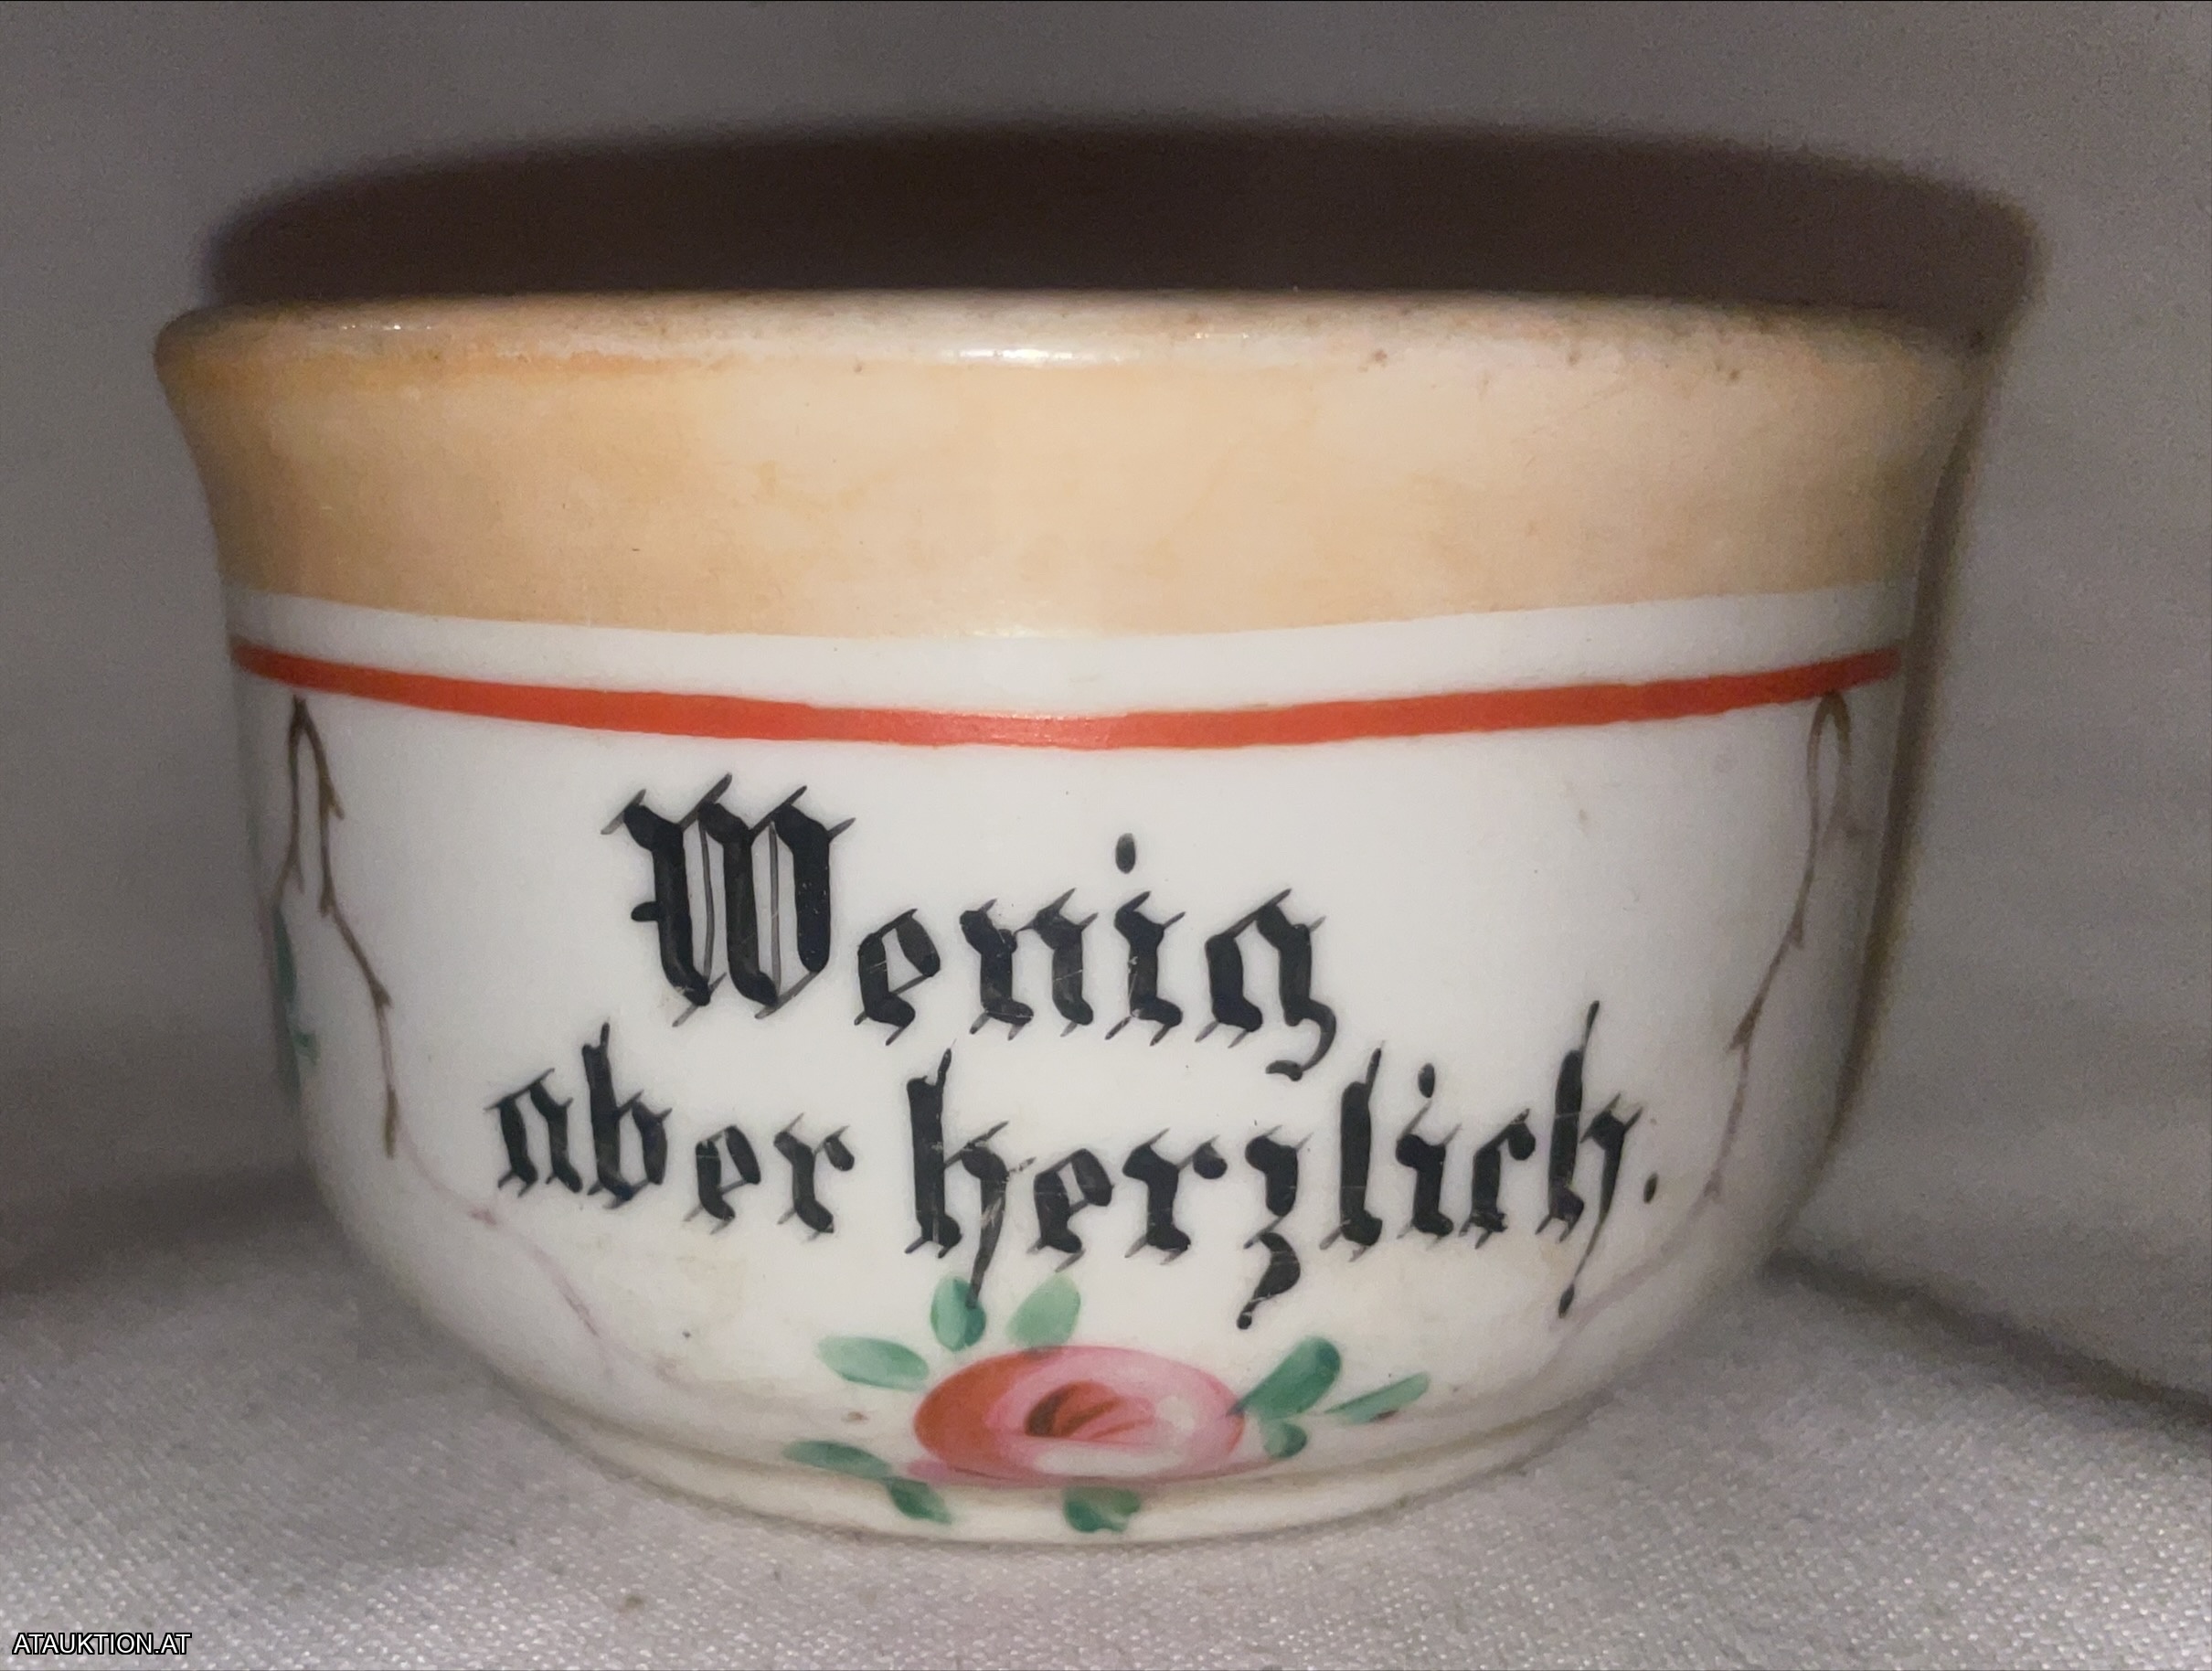 Wenig
aber herzlich.
ATAUKTION.AT